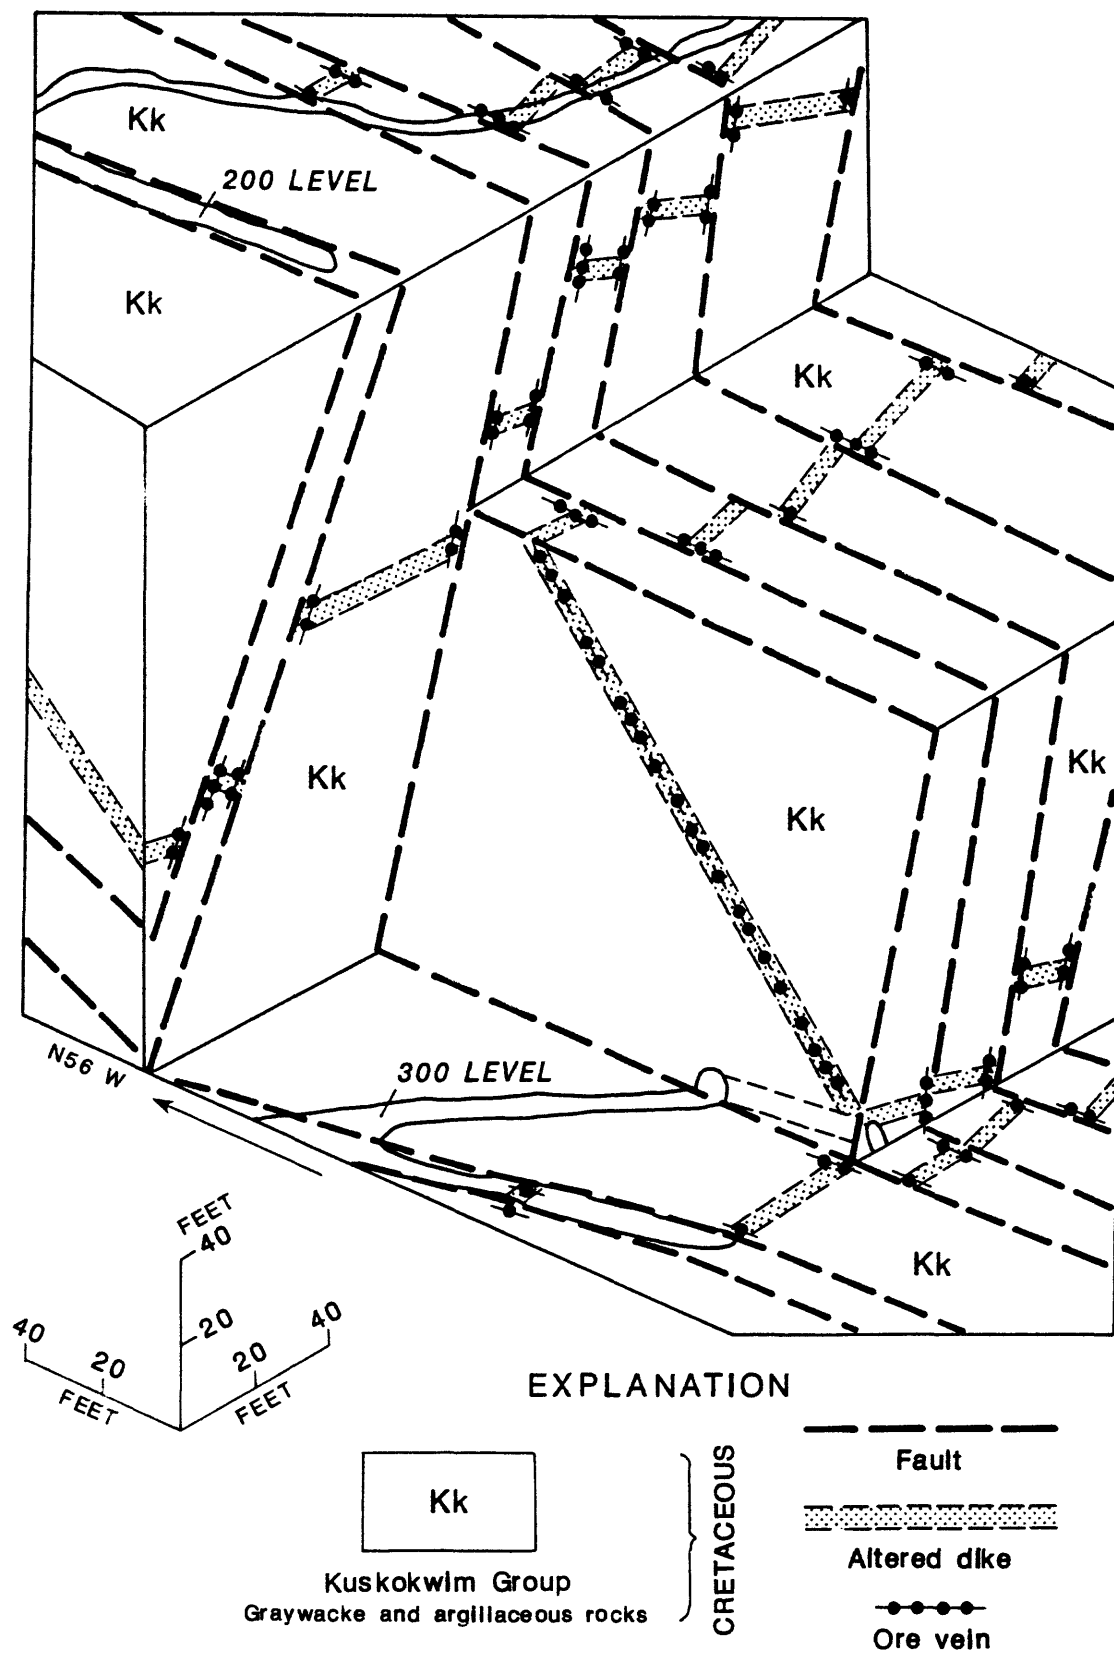 Kk
200 LEVEL
Kk
Kk
Kk
Kk
Kk
N56 W
300 LEVEL
Kk
FEET
40
20
40
20
FEET
40
20
FEET
EXPLANATION
Kk
Kuskokwim Group
Graywacke and argillaceous rocks
CRETACEOUS
Fault
Altered dike
Ore vein